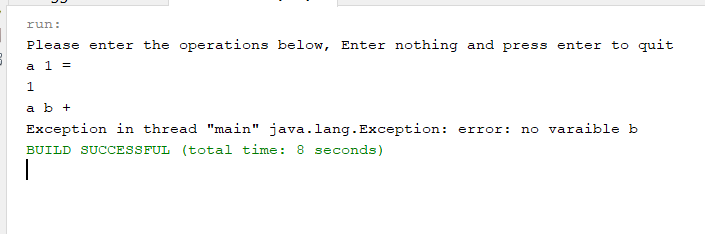 run:
Please enter the operations below, Enter nothing and press enter to quit
a 1 =
1
a b +
Exception in thread "main" java.lang.Exception: error: no varaible b
BUILD SUCCESSFUL (total time: 8 seconds)